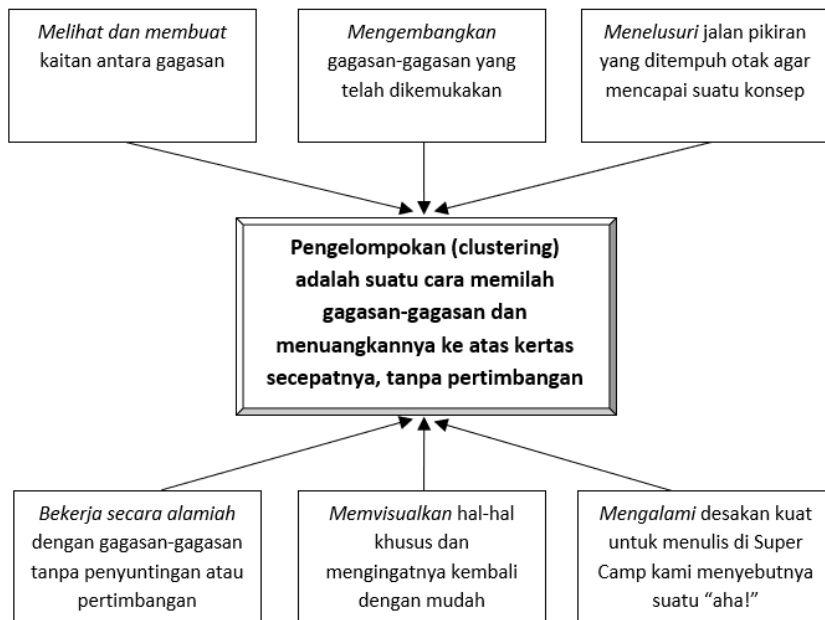 Melihat dan membuat
kaitan antara gagasan
Mengembangkan
gagasan-gagasan yang
telah dikemukakan
Menelusuri jalan pikiran
yang ditempuh otak agar
mencapai suatu konsep
Pengelompokan (clustering)
adalah suatu cara memilah
gagasan-gagasan dan
menuangkannya ke atas kertas
secepatnya, tanpa pertimbangan
Bekerja secara alamiah
dengan gagasan-gagasan
tanpa penyuntingan atau
pertimbangan
Memvisualkan hal-hal
khusus dan
mengingatnya kembali
dengan mudah
Mengalami desakan kuat
untuk menulis di Super
Camp kami menyebutnya
suatu “aha!”